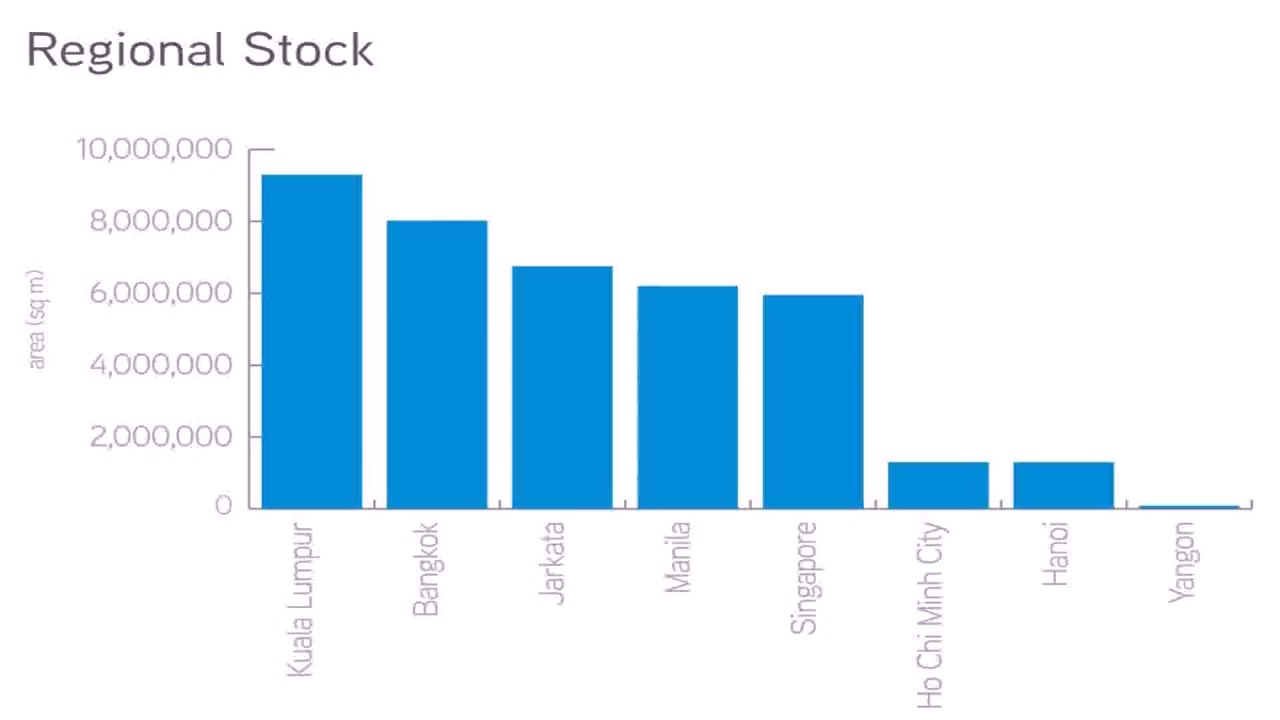 Regional Stock
10,000,000
8,000,000
6,000,000
4,000,000
2,000,000
0
area (sq m)
Kuala Lumpur
Bangkok
Jarkata
Manila
Singapore
Ho Chi Minh City
Hanoi
Yangon